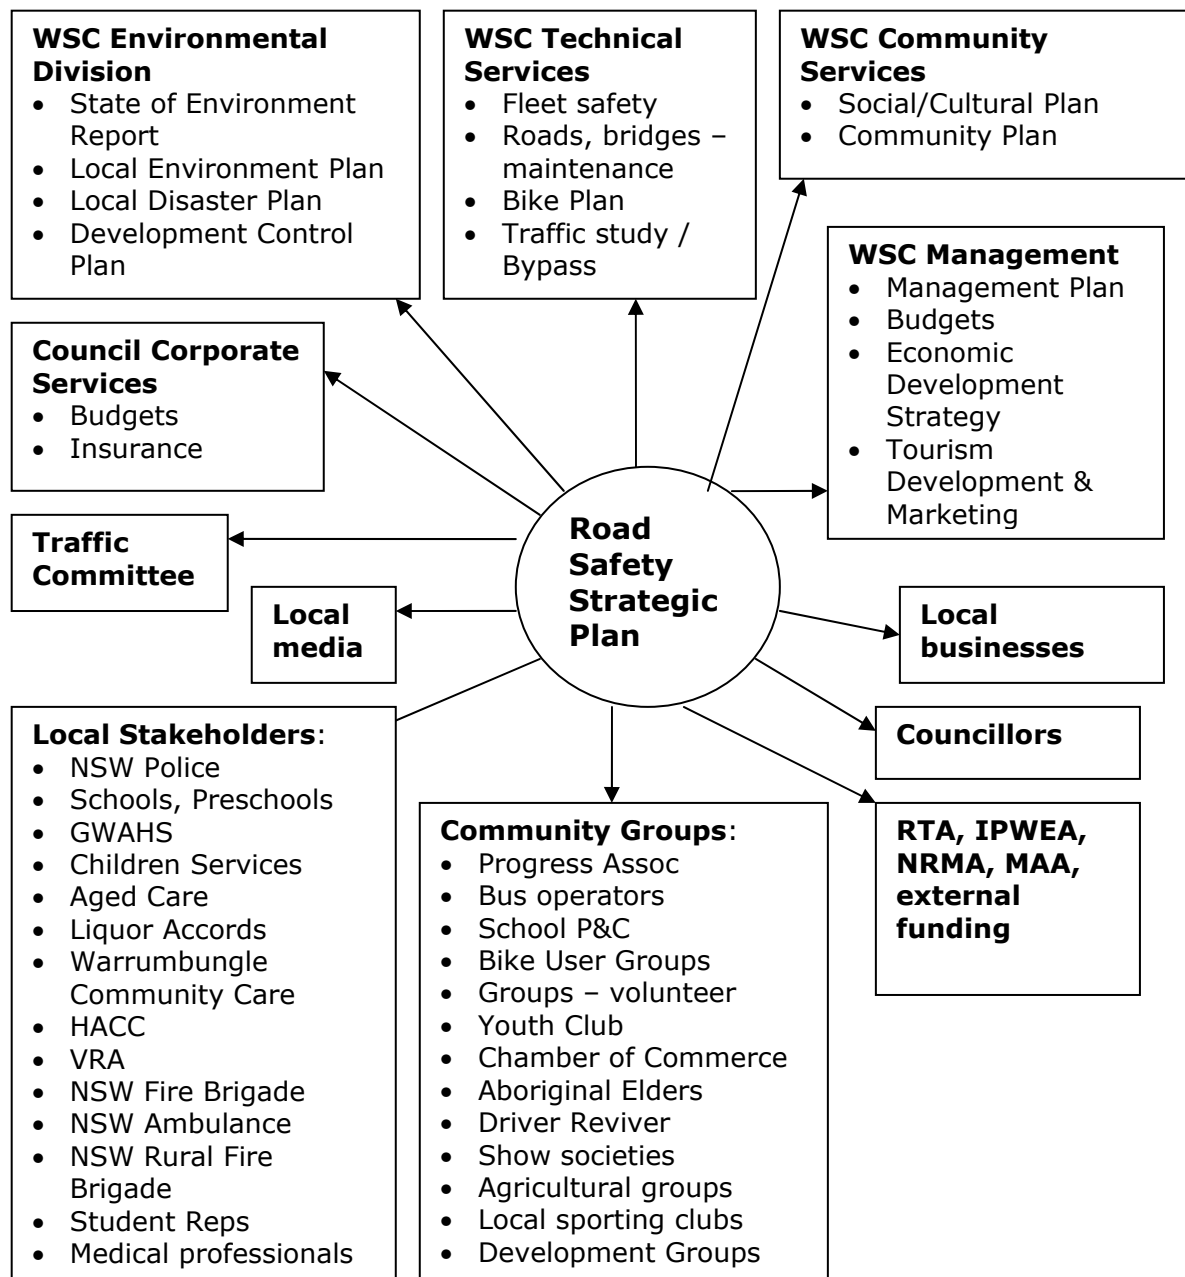 WSC Environmental
Division
• State of Environment
Report
• Local Environment Plan
• Local Disaster Plan
• Development Control
Plan
WSC Technical
Services
• Fleet safety
• Roads, bridges –
maintenance
• Bike Plan
• Traffic study /
Bypass
WSC Community
Services
• Social/Cultural Plan
• Community Plan
WSC Management
• Management Plan
• Budgets
• Economic
Development
Strategy
• Tourism
Development &
Marketing
Council Corporate
Services
• Budgets
• Insurance
Traffic
Committee
Local
media
Road
Safety
Strategic
Plan
Local
businesses
Councillors
RTA, IPWEA,
NRMA, MAA,
external
funding
Local Stakeholders:
• NSW Police
• Schools, Preschools
• GWAHS
• Children Services
• Aged Care
• Liquor Accords
• Warrumbungle
Community Care
• HACC
• VRA
• NSW Fire Brigade
• NSW Ambulance
• NSW Rural Fire
Brigade
• Student Reps
• Medical professionals
Community Groups:
• Progress Assoc
• Bus operators
• School P&C
• Bike User Groups
• Groups – volunteer
• Youth Club
• Chamber of Commerce
• Aboriginal Elders
• Driver Reviver
• Show societies
• Agricultural groups
• Local sporting clubs
• Development Groups